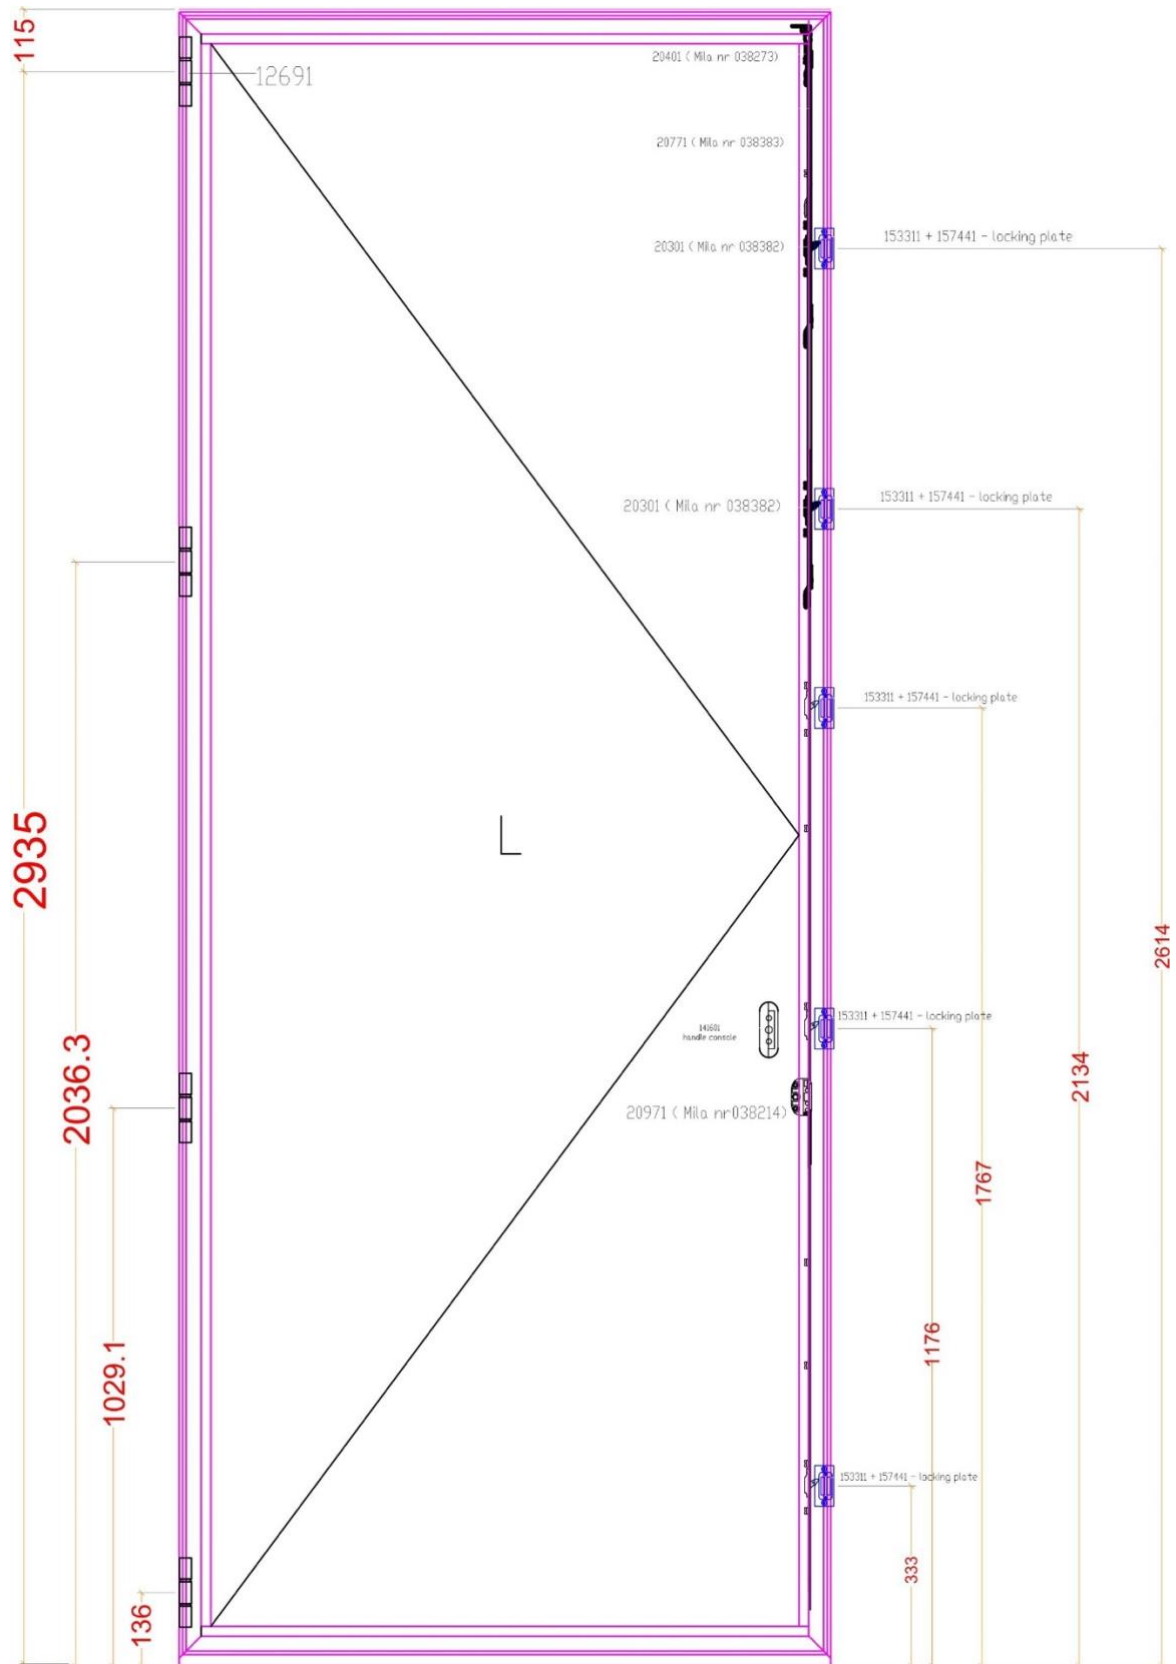 115
12691
20401 ( Mila nr 038273)
20771 ( Mila nr 038383)
20301 ( Mila nr 038382)
153311 + 157441 - locking plate
20301 ( Mila nr 038382)
153311 + 157441 - locking plate
153311 + 157441 - locking plate
L
2935
2614
141601
handle console
153311 + 157441 - locking plate
2036.3
2134
20971 ( Mila nr038214)
1767
1176
1029.1
153311 + 157441 - locking plate
333
136